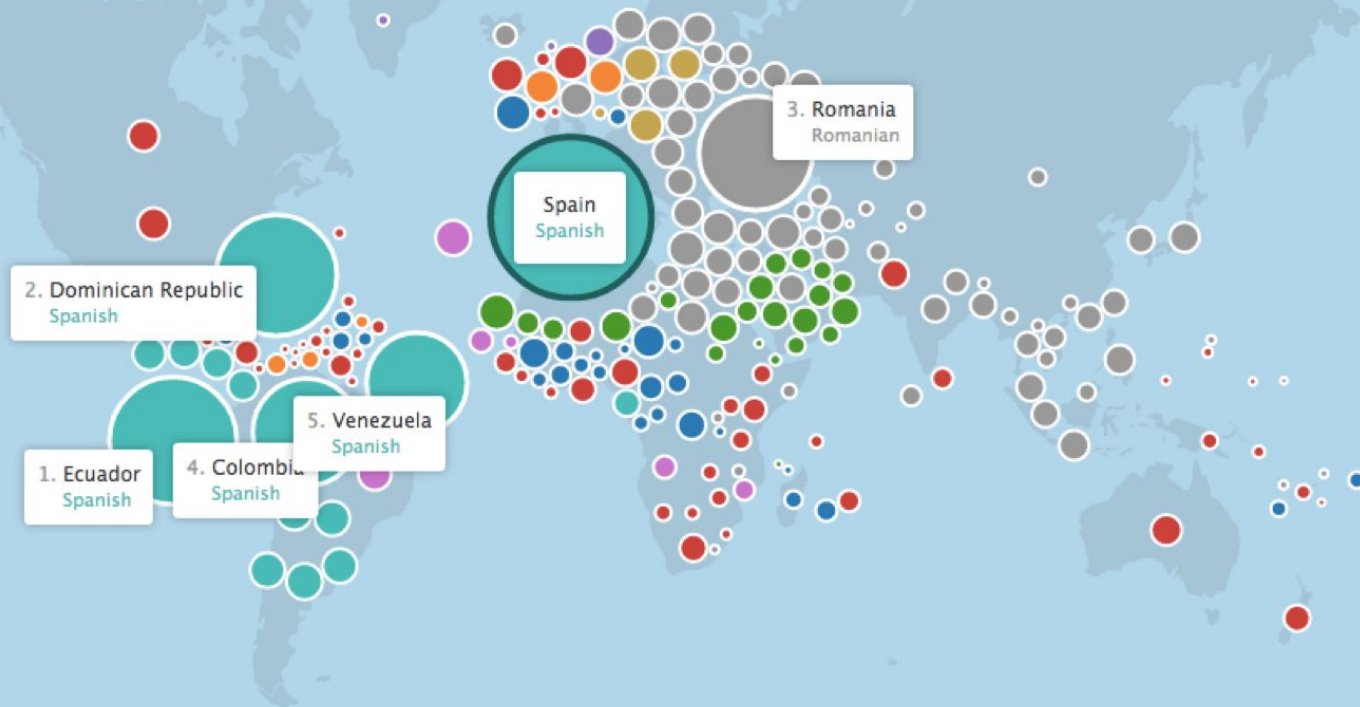 3. Romania
Romanian
Spain
Spanish
2. Dominican Republic
Spanish
5. Venezuela
Spanish
1. Ecuador
Spanish
4. Colombia
Spanish